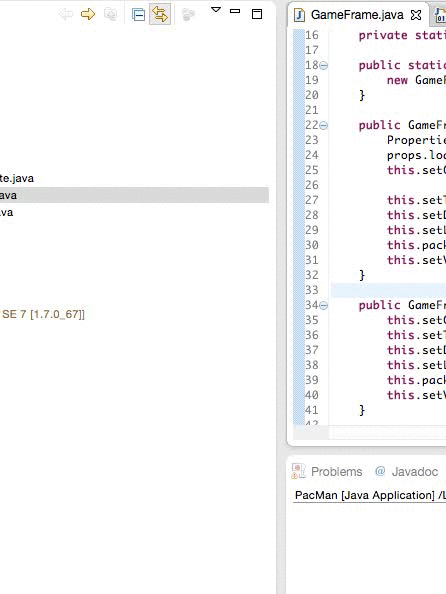 te.java
ava
va
SE 7 [1.7.0_67]]
GameFrame.java
16 private stati
17
18 public static
19 new GameF
20 }
21
22 public GameFr
23 Propertie
24 props.loa
25 this.setC
26
27 this.setT
28 this.setD
29 this.setL
30 this.pack
31 this.setV
32 }
33
34 public GameFr
35 this.setC
36 this.setT
37 this.setD
38 this.setL
39 this.pack
40 this.setV
41 }
Problems @ Javadoc
PacMan [Java Application] /L